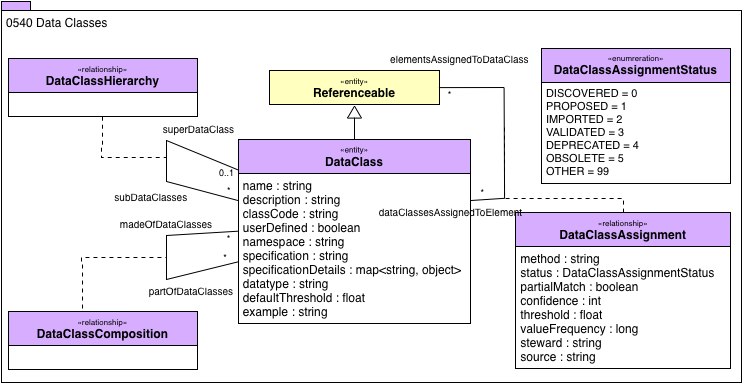 0540 Data Classes
«relationship»
DataClassHierarchy
«entity»
Referenceable
elementsAssignedToDataClass
*
«enumreration»
DataClassAssignmentStatus
DISCOVERED = 0
PROPOSED = 1
IMPORTED = 2
VALIDATED = 3
DEPRECATED = 4
OBSOLETE = 5
OTHER = 99
superDataClass
0..1
*
subDataClasses
madeOfDataClasses
*
*
partOfDataClasses
«entity»
DataClass
name : string
description : string
classCode : string
userDefined : boolean
namespace : string
specification : string
specificationDetails : map<string, object>
datatype : string
defaultThreshold : float
example : string
*
dataClassesAssignedToElement
«relationship»
DataClassAssignment
method : string
status : DataClassAssignmentStatus
partialMatch : boolean
confidence : int
threshold : float
valueFrequency : long
steward : string
source : string
«relationship»
DataClassComposition